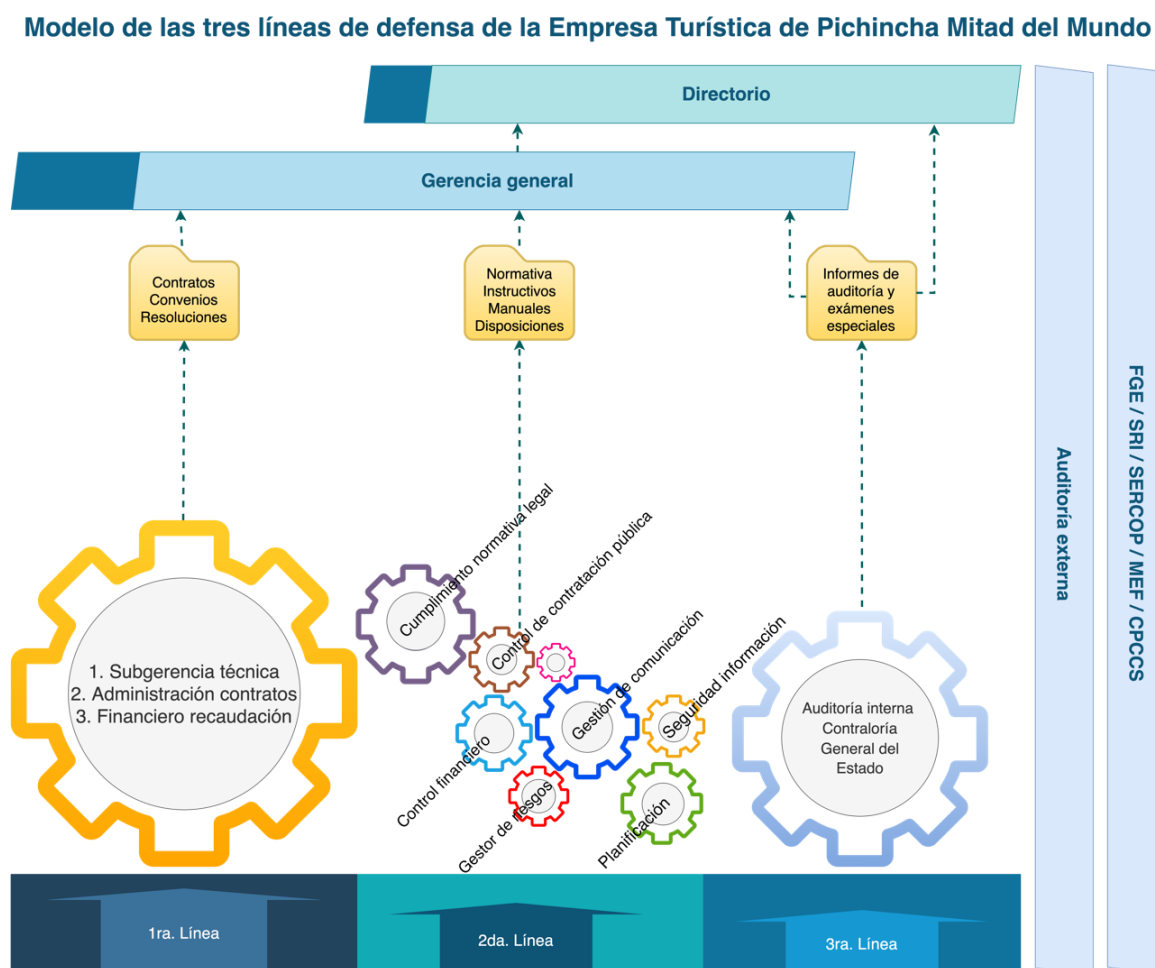 Modelo de las tres líneas de defensa de la Empresa Turística de Pichincha Mitad del Mundo
Directorio
Gerencia general
Contratos
Convenios
Resoluciones
Normativa
Instructivos
Manuales
Disposiciones
Informes de
auditoría y
exámenes
especiales
1. Subgerencia técnica
2. Administración contratos
3. Financiero recaudación
Cumplimiento normativa legal
Control de contratación pública
Gestión de comunicación
Seguridad información
Control financiero
Gestor de riesgos
Planificación
Auditoría interna
Contraloría
General del
Estado
1ra. Línea
2da. Línea
3ra. Línea
Auditoría externa
FGE / SRI / SERCOP / MEF / CPCCS